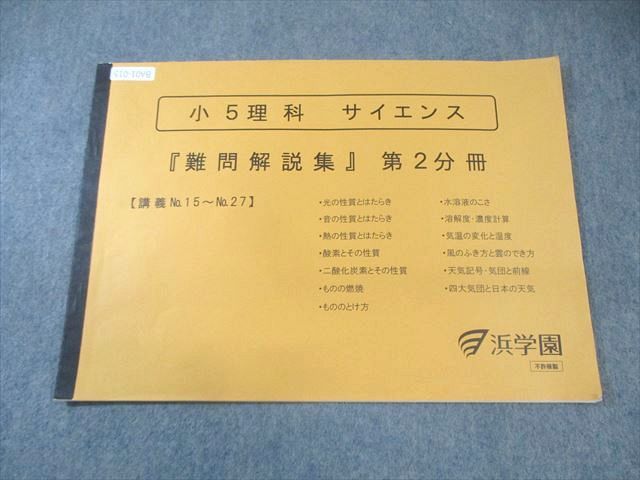 BA01-015
小５理科 サイエンス
『難問解説集』 第２分冊
【講義№15～№27】
・光の性質とはたらき
・音の性質とはたらき
・熱の性質とはたらき
・酸素とその性質
・二酸化炭素とその性質
・ものの燃焼
・もののとけ方
・水溶液のこさ
・溶解度・濃度計算
・気温の変化と湿度
・風のふき方と雲のでき方
・天気記号・気団と前線
・四大気団と日本の天気
浜学園
不許複製